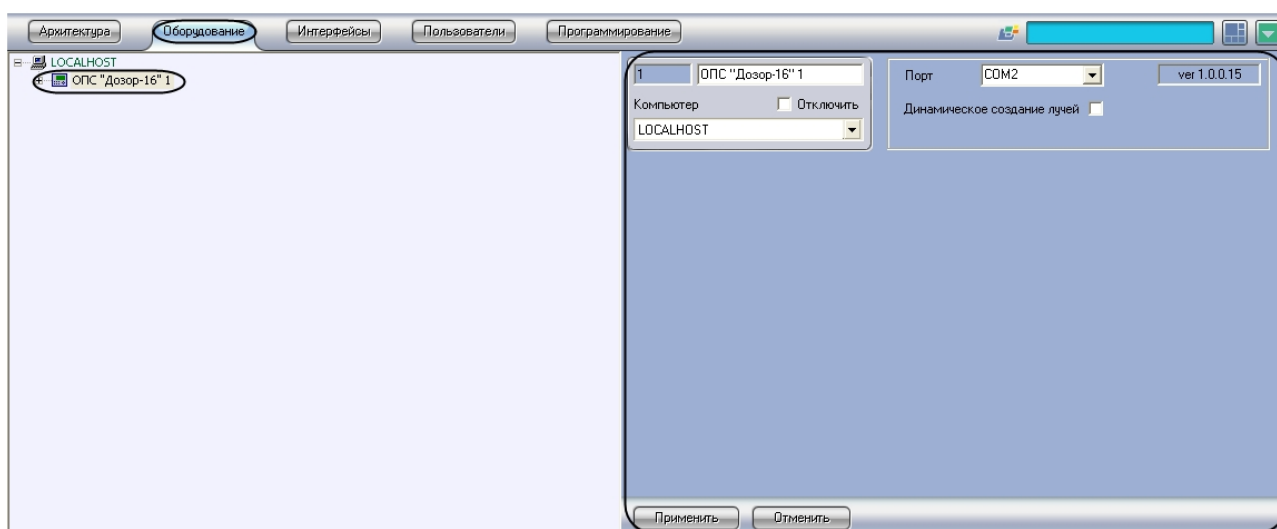 Архитектура Оборудование Интерфейсы Пользователи Программирование
LOCALHOST
ОПС "Дозор-16" 1
1 ОПС "Дозор-16" 1
Компьютер Отключить
LOCALHOST
Порт COM2 ver 1.0.0.15
Динамическое создание лучей
Применить Отменить